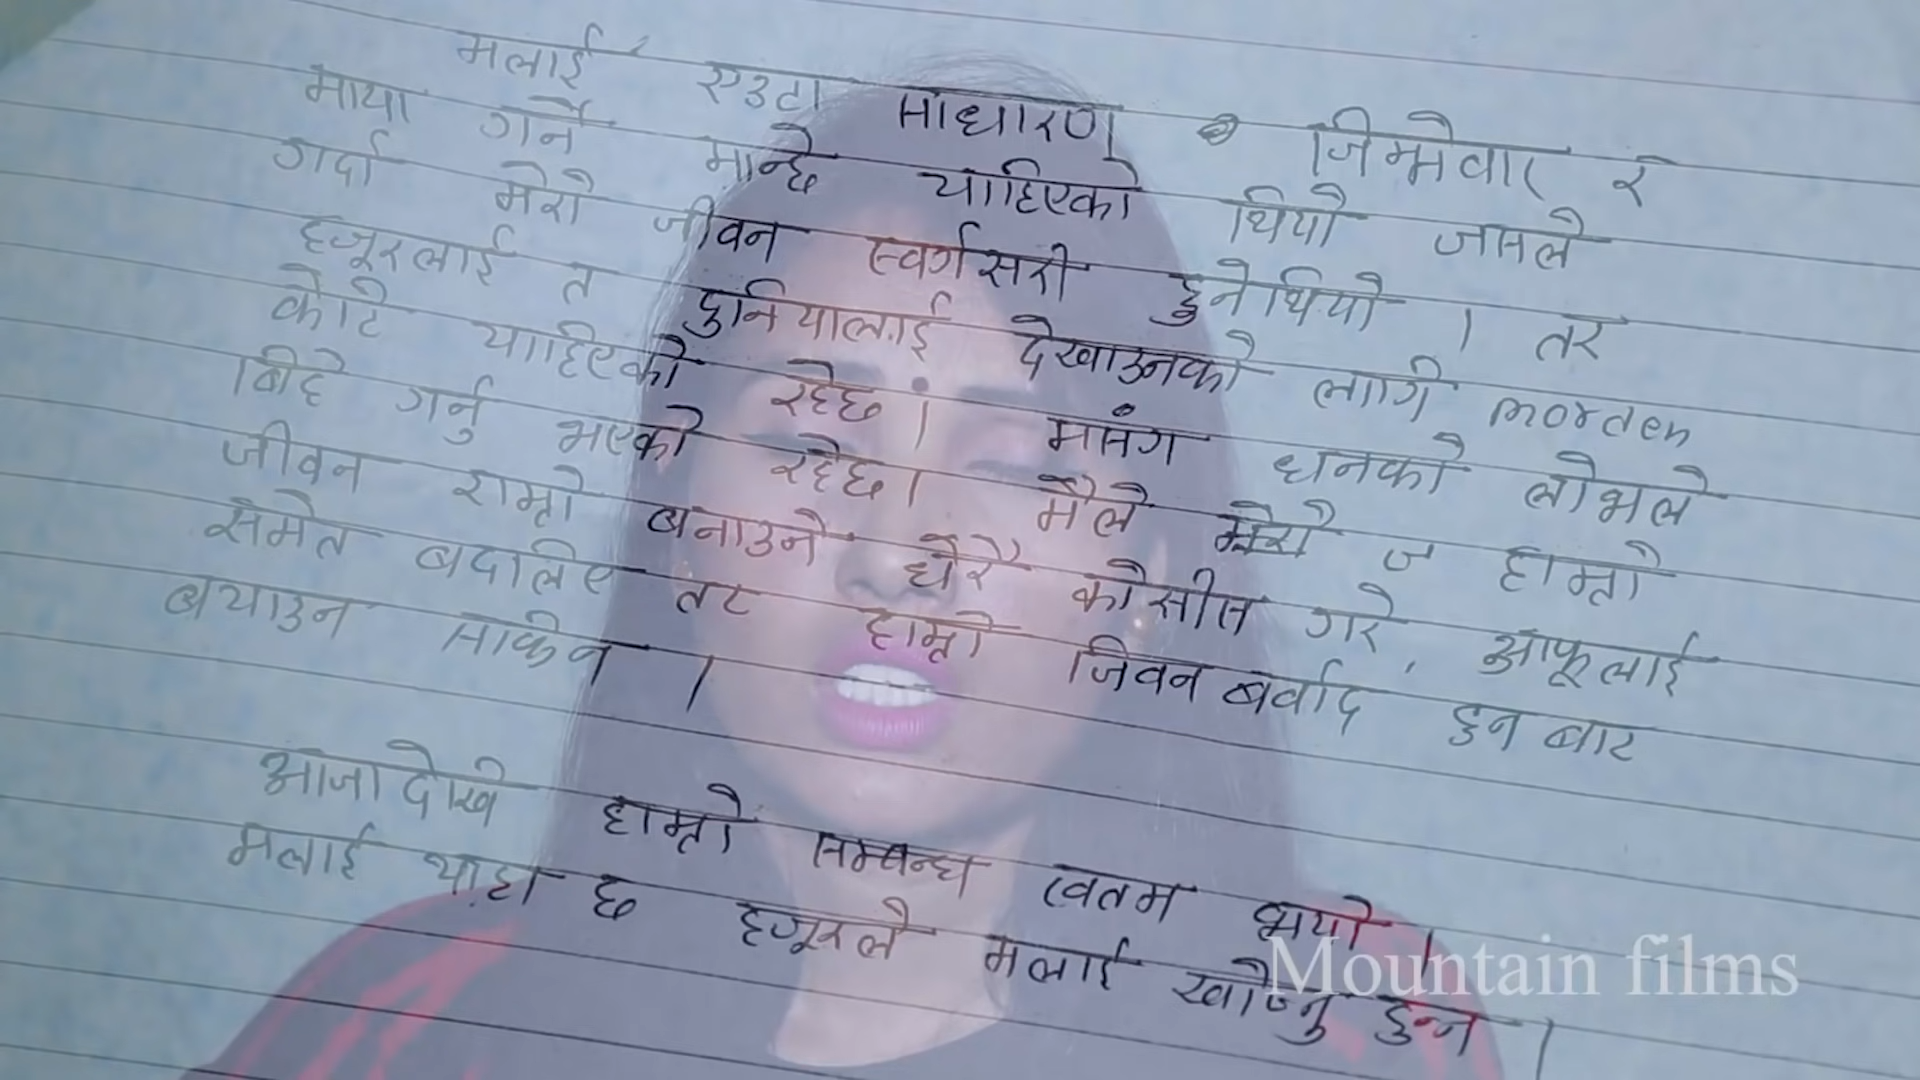 मलाई एउटा साधारण जिम्मेवार र
माया गर्ने मान्छे चाहिएको थियो जसले
गर्दा मेरो जीवन स्वर्गसरी हुनेथियो । तर
हजूरलाई त दुनियालाई देखाउनको लागि morden
केटि चाहिएको रहेछ । मसंग धनको लोभले
बिहे गर्नु भएको रहेछ । मैले हाम्रो
जीवन राम्रो बनाउने धेरै कोसीस गरे, आफूलाई
समेत बदालिए तर हाम्रो जिवन बर्वाद हुन बाट
बचाउन सकिन ।
आजा देखि हाम्रो सम्बन्ध खतम भयो ।
मलाई थाहा छ हजूरले मलाई खोज्नु हुन्न ।
Mountain films